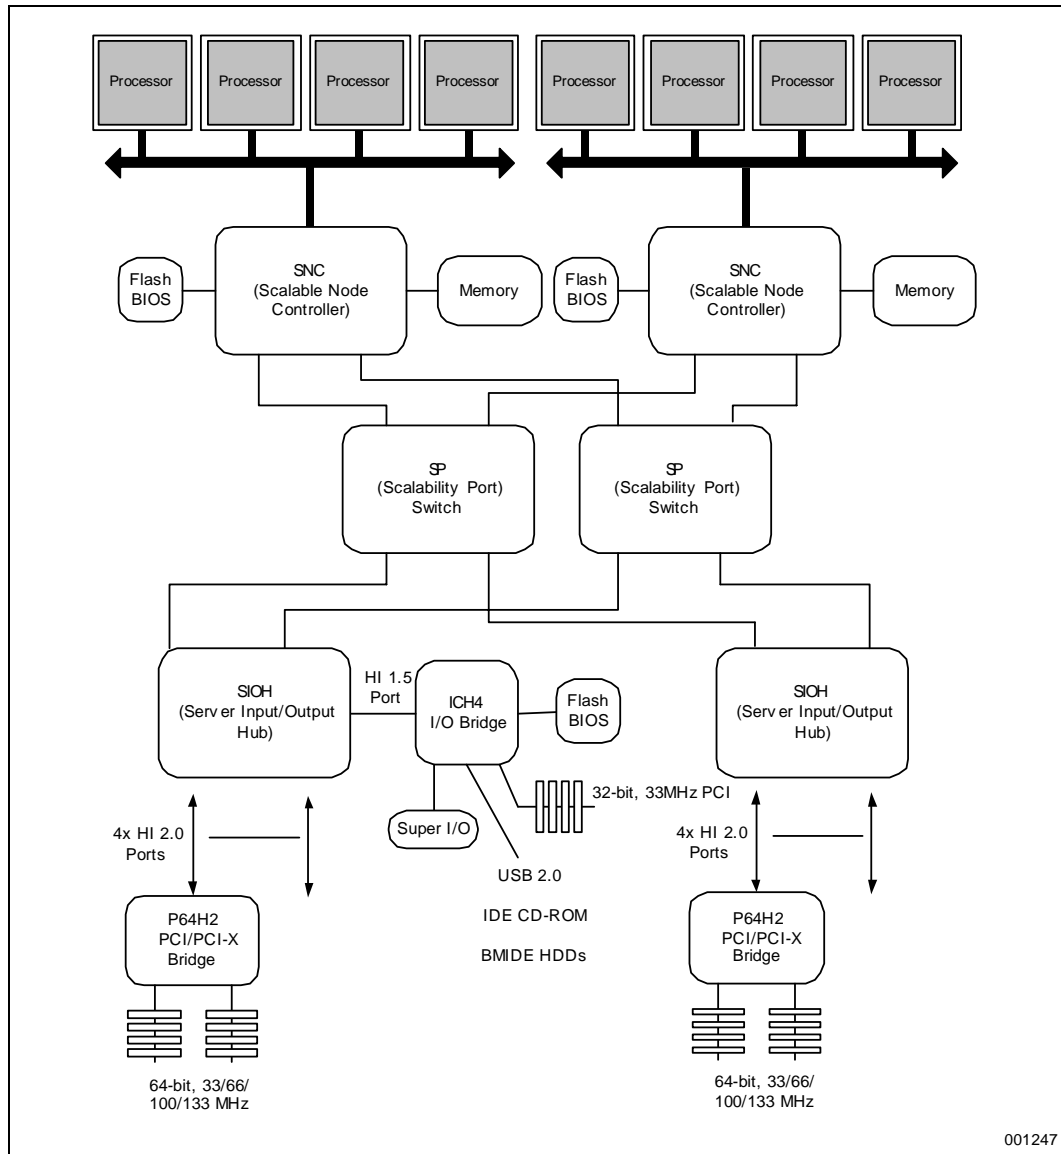 Processor
Processor
Processor
Processor
Processor
Processor
Processor
Processor
Flash
BIOS
SNC
(Scalable Node
Controller)
Memory
Flash
BIOS
SNC
(Scalable Node
Controller)
Memory
SP
(Scalability Port)
Switch
SP
(Scalability Port)
Switch
SIOH
(Server Input/Output
Hub)
HI 1.5
Port
ICH4
I/O Bridge
Flash
BIOS
SIOH
(Server Input/Output
Hub)
32-bit, 33MHz PCI
Super I/O
4x HI 2.0
Ports
4x HI 2.0
Ports
USB 2.0
IDE CD-ROM
BMIDE HDDs
P64H2
PCI/PCI-X
Bridge
P64H2
PCI/PCI-X
Bridge
64-bit, 33/66/
100/133 MHz
64-bit, 33/66/
100/133 MHz
001247